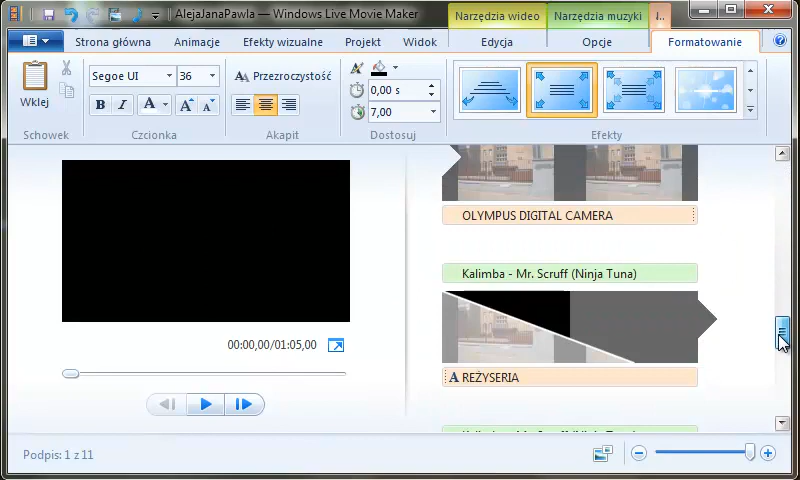 AlejaJanaPawla — Windows Live Movie Maker
Narzędzia wideo
Narzędzia muzyki
Strona główna
Animacje
Efekty wizualne
Projekt
Widok
Edycja
Opcje
Formatowanie
Wklej
Segoe UI
36
Przezroczystość
0,00 s
7,00
B I A A A
Schowek
Czcionka
Akapit
Dostosuj
Efekty
OLYMPUS DIGITAL CAMERA
Kalimba - Mr. Scruff (Ninja Tuna)
00:00,00/01:05,00
A REŻYSERIA
Podpis: 1 z 11